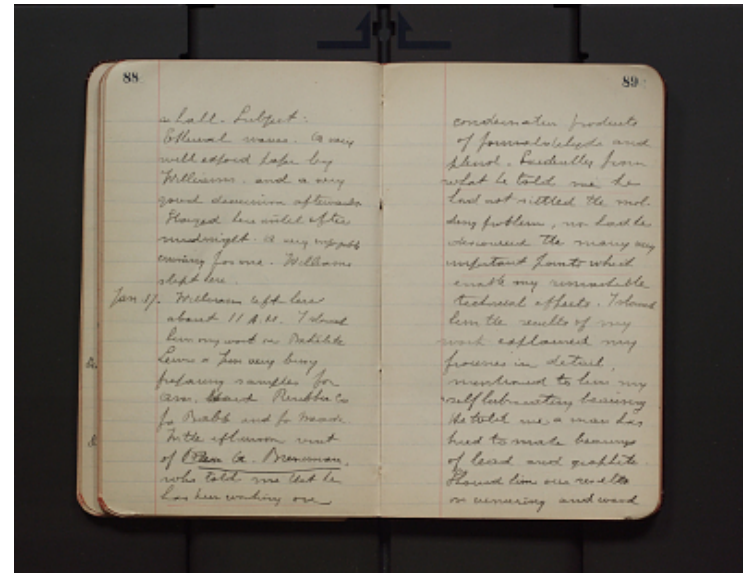 88
a hall - Subject:
Ethereal waves. A very
well exposed paper by
Williams. and a very
good discussion afterwards
Stayed here until after
midnight. A very enjoyable
evening for me. Williams
slept here.
Jan. 17. Williams left here
about 11 A.M. I showed
him my work on Bakelite
Lewis & Jim very busy
preparing samples for
Am. Hard Rubber Co
for and for
In the afternoon visit
of A. Breneman,
who told me that he
has been working on
89
condensation products
of formaldehyde and
phenol. Evidently from
what he told me he
had not settled the mol-
ding problem, nor had he
discovered the many very
important points which
enable my remarkable
technical effects. I showed
him the results of my
work explained my
process in detail,
mentioned to him my
self lubricating bearing
He told me a man has
tried to make bearings
of lead and graphite.
Showed him our results
on veneering and wood